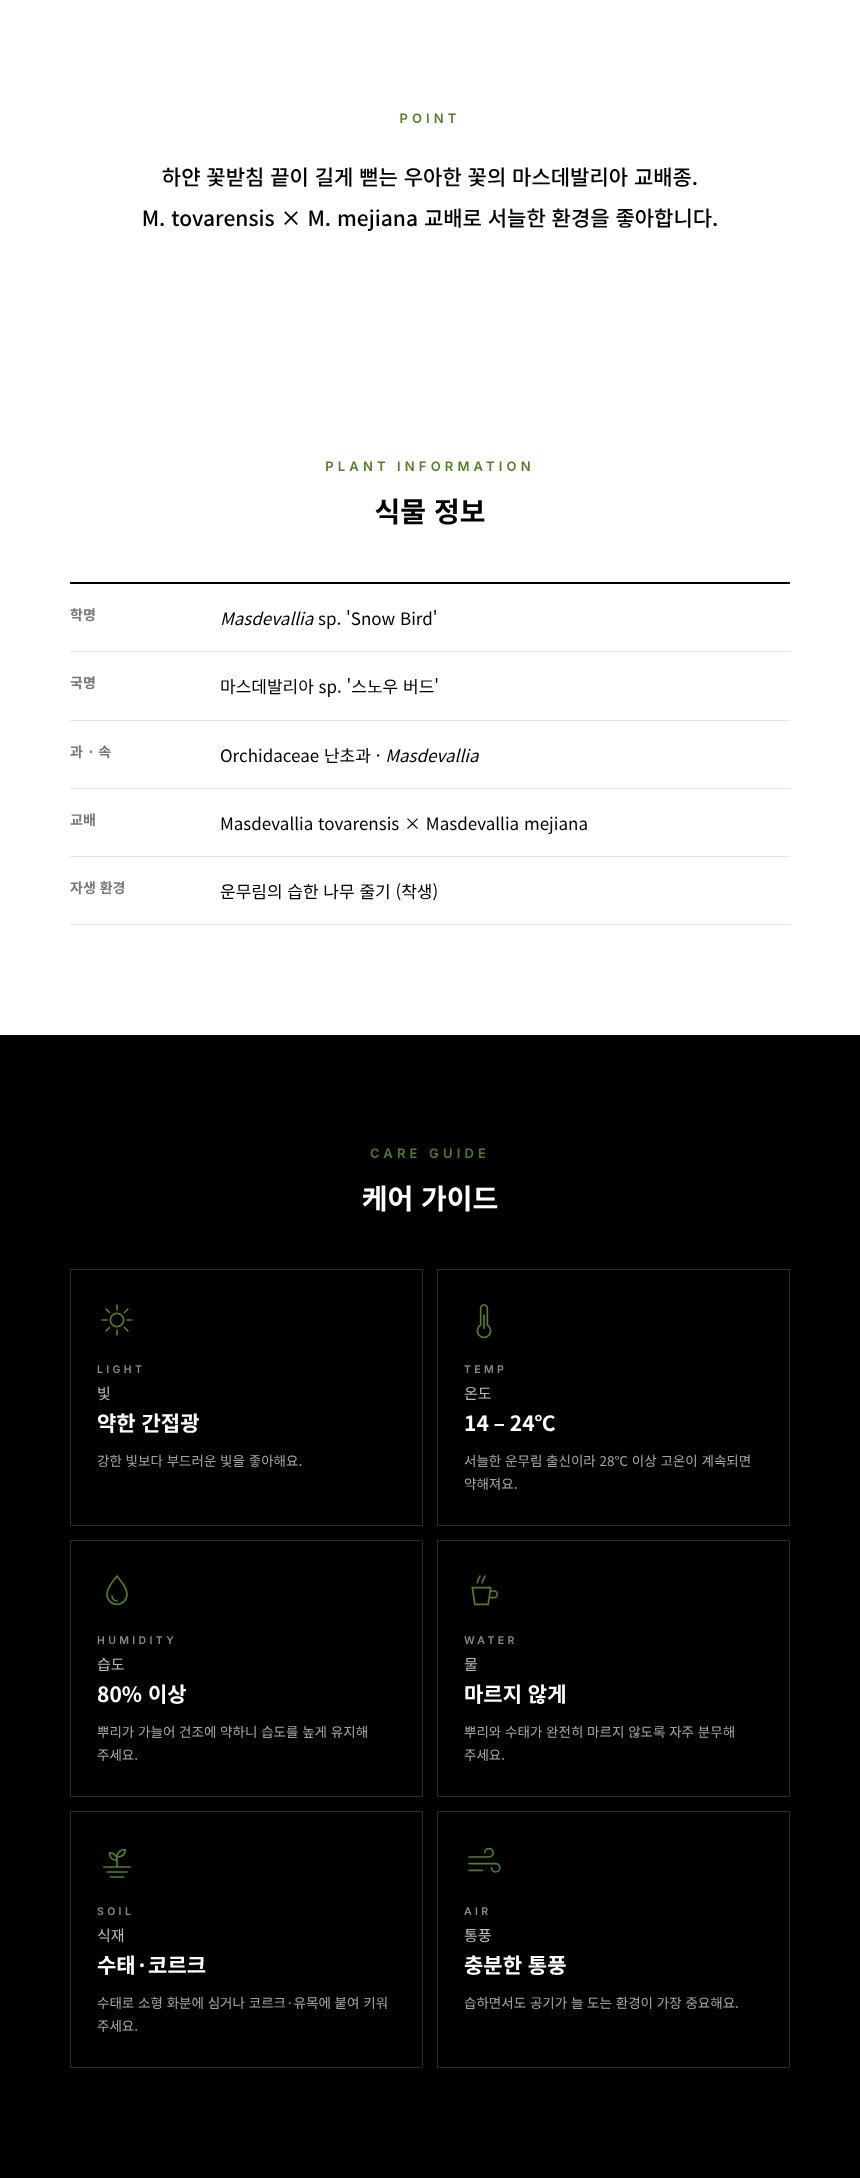 POINT
하얀 꽃받침 끝이 길게 뻗는 우아한 꽃의 마스데발리아 교배종.
M. tovarensis × M. mejiana 교배로 서늘한 환경을 좋아합니다.
PLANT INFORMATION
식물 정보
학명 Masdevallia sp. 'Snow Bird'
국명 마스데발리아 sp. '스노우 버드'
과 · 속 Orchidaceae 난초과 · Masdevallia
교배 Masdevallia tovarensis × Masdevallia mejiana
자생 환경 운무림의 습한 나무 줄기 (착생)
CARE GUIDE
케어 가이드
LIGHT
빛
약한 간접광
강한 빛보다 부드러운 빛을 좋아해요.
TEMP
온도
14 – 24℃
서늘한 운무림 출신이라 28℃ 이상 고온이 계속되면
약해져요.
HUMIDITY
습도
80% 이상
뿌리가 가늘어 건조에 약하니 습도를 높게 유지해
주세요.
WATER
물
마르지 않게
뿌리와 수태가 완전히 마르지 않도록 자주 분무해
주세요.
SOIL
식재
수태·코르크
수태로 소형 화분에 심거나 코르크·유목에 붙여 키워
주세요.
AIR
통풍
충분한 통풍
습하면서도 공기가 늘 도는 환경이 가장 중요해요.